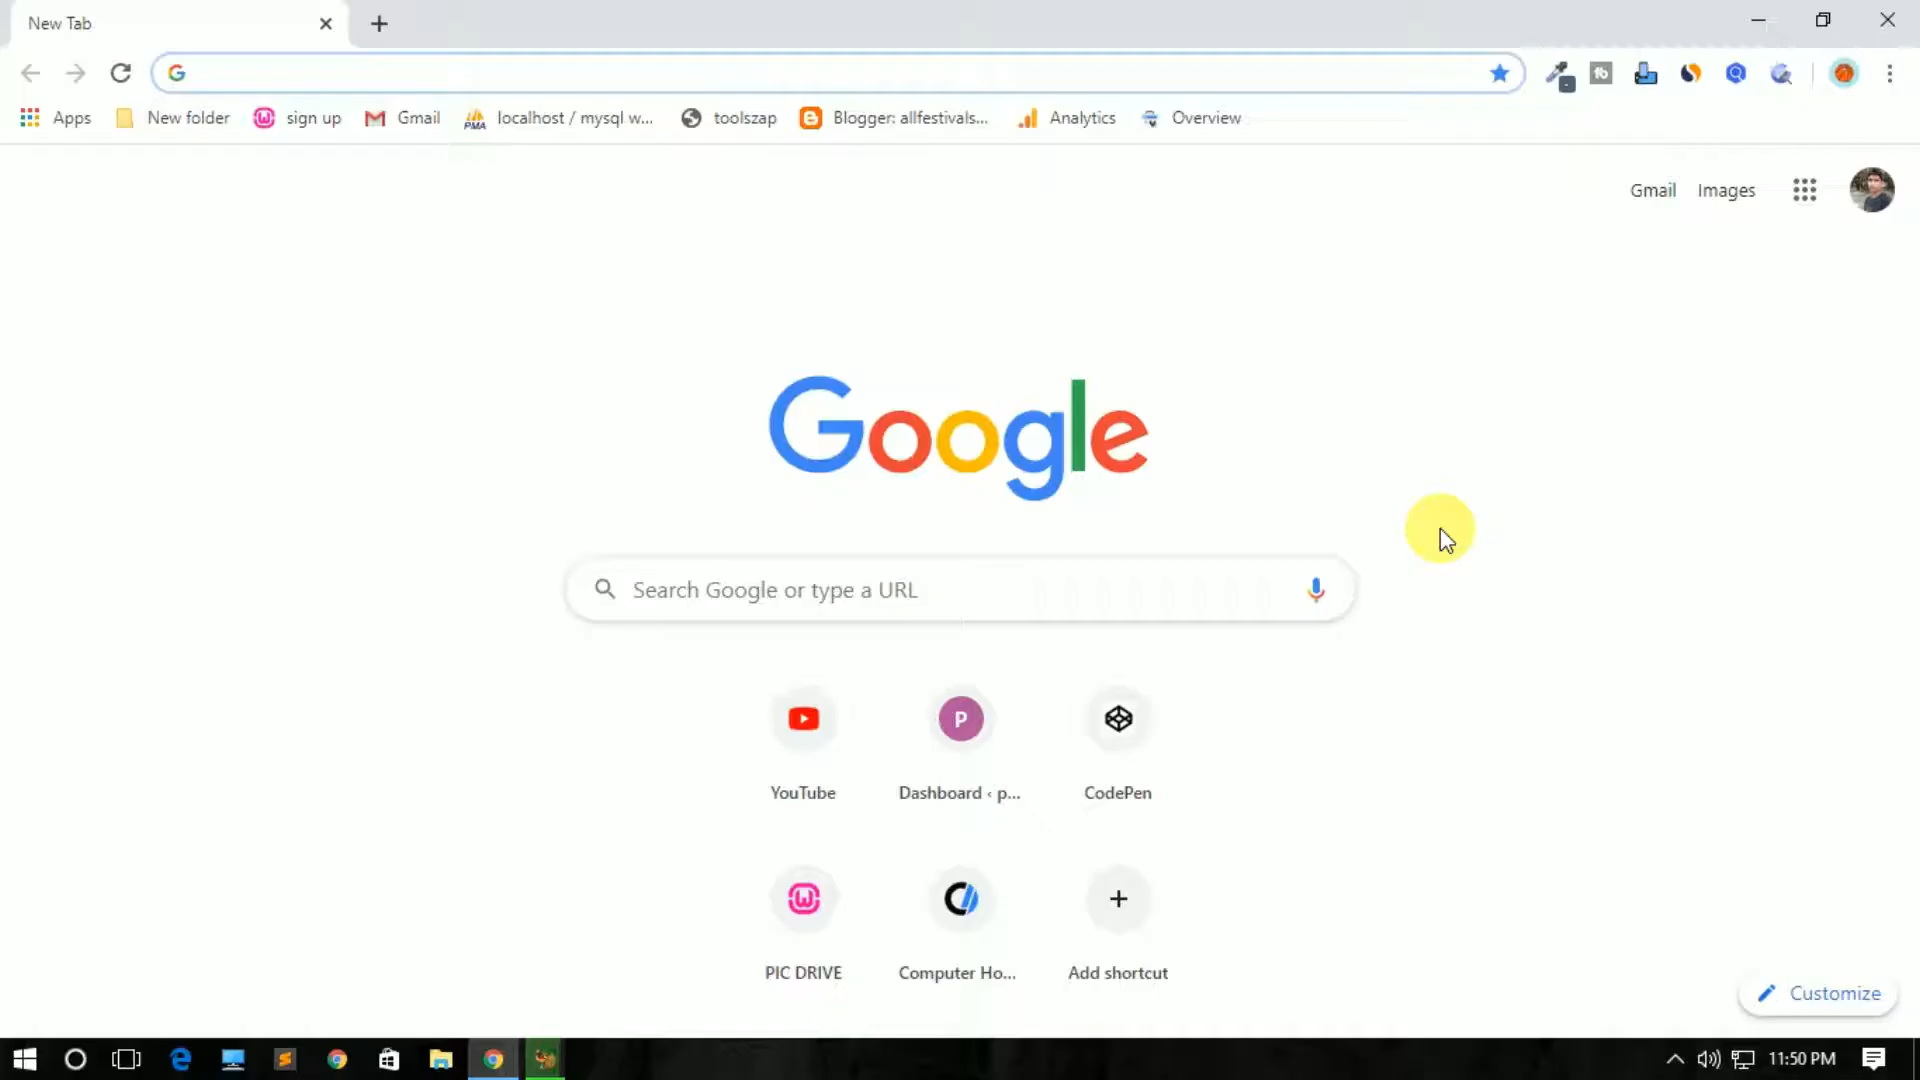 New Tab
Apps New folder sign up Gmail localhost / mysql w... toolszap Blogger: allfestivals... Analytics Overview
Gmail Images
Google
Search Google or type a URL
P
YouTube Dashboard ‹ p... CodePen
PIC DRIVE Computer Ho... Add shortcut
Customize
11:50 PM